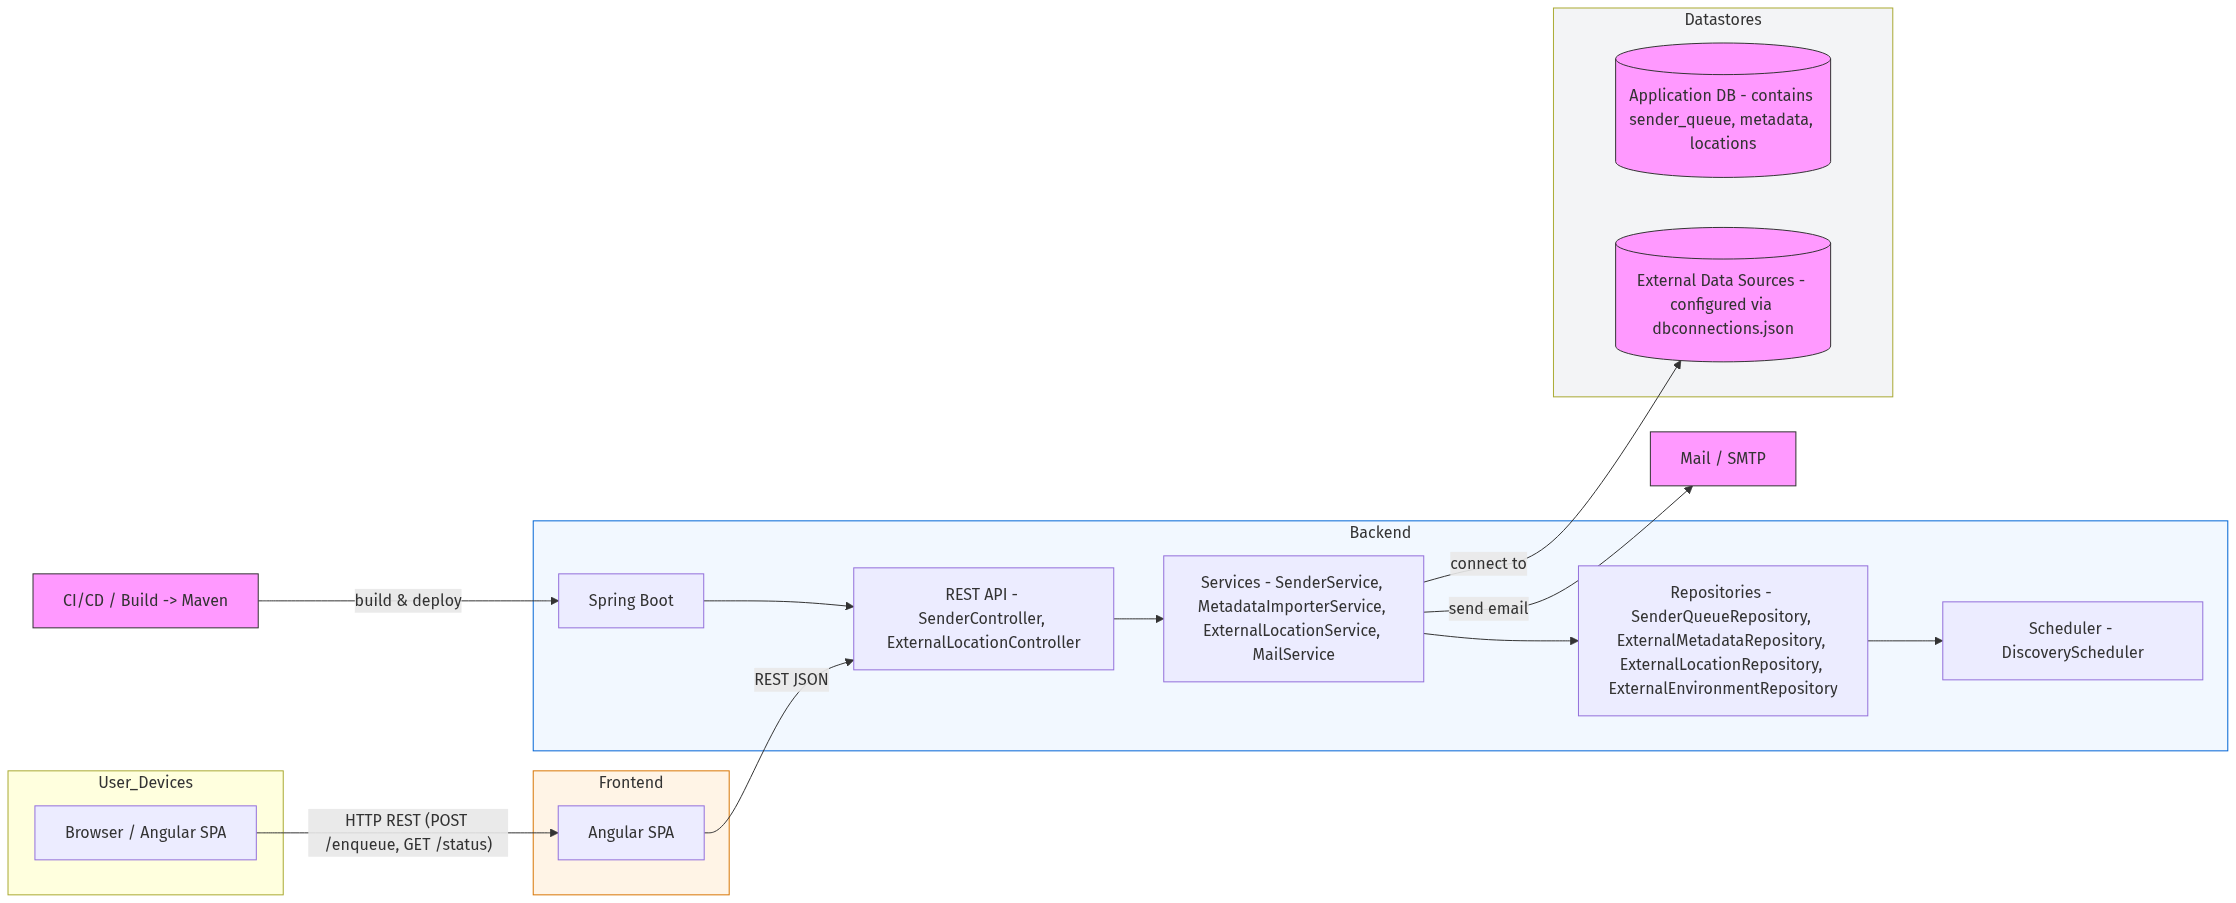 Datastores
Application DB - contains
sender_queue, metadata,
locations
External Data Sources -
configured via
dbconnections.json
Mail / SMTP
Backend
CI/CD / Build -> Maven
build & deploy
Spring Boot
REST API -
SenderController,
ExternalLocationController
Services - SenderService,
MetadataImporterService,
ExternalLocationService,
MailService
connect to
send email
Repositories -
SenderQueueRepository,
ExternalMetadataRepository,
ExternalLocationRepository,
ExternalEnvironmentRepository
Scheduler -
DiscoveryScheduler
REST JSON
User_Devices
Browser / Angular SPA
HTTP REST (POST
/enqueue, GET /status)
Frontend
Angular SPA